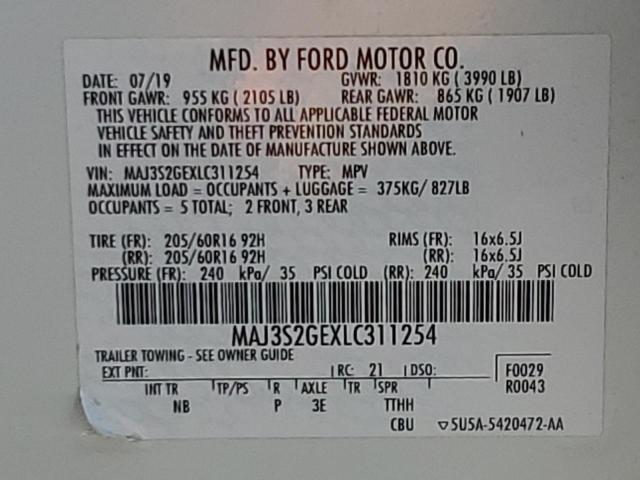 MFD. BY FORD MOTOR CO.
DATE: 07/19 GVWR: 1810 KG (3990 LB)
FRONT GAWR: 955 KG (2105 LB) REAR GAWR: 865 KG (1907 LB)
THIS VEHICLE CONFORMS TO ALL APPLICABLE FEDERAL MOTOR
VEHICLE SAFETY AND THEFT PREVENTION STANDARDS
IN EFFECT ON THE DATE OF MANUFACTURE SHOWN ABOVE.
VIN: MAJ3S2GEXLC311254 TYPE: MPV
MAXIMUM LOAD = OCCUPANTS + LUGGAGE = 375KG/ 827LB
OCCUPANTS = 5 TOTAL; 2 FRONT, 3 REAR
TIRE (FR): 205/60R16 92H RIMS (FR): 16x6.5J
(RR): 205/60R16 92H (RR): 16x6.5J
PRESSURE (FR): 240 kPa/ 35 PSI COLD (RR): 240 kPa/ 35 PSI COLD
MAJ3S2GEXLC311254
TRAILER TOWING - SEE OWNER GUIDE
EXT PNT: RC: 21 DSO: F0029
R0043
INT TR TP/PS R AXLE TR SPR
NB P 3E TTHH
CBU ▽SU5A-5420472-AA